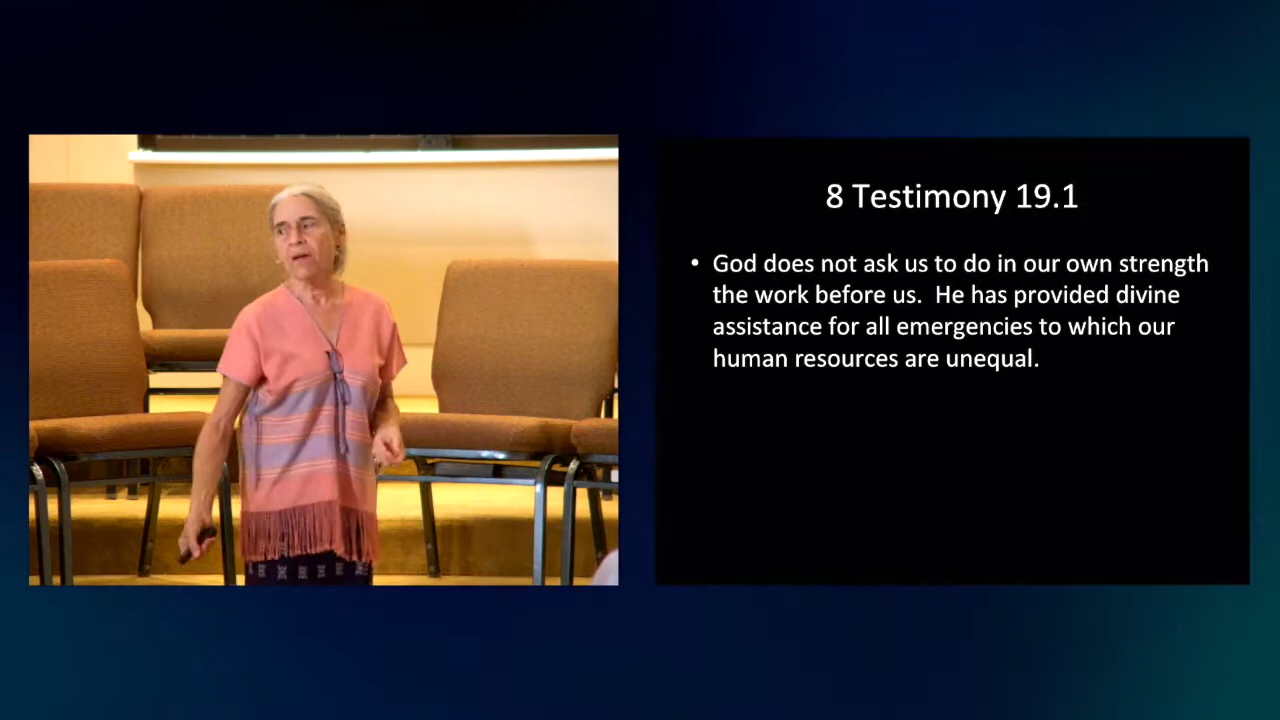 8 Testimony 19.1
• God does not ask us to do in our own strength
the work before us.  He has provided divine
assistance for all emergencies to which our
human resources are unequal.